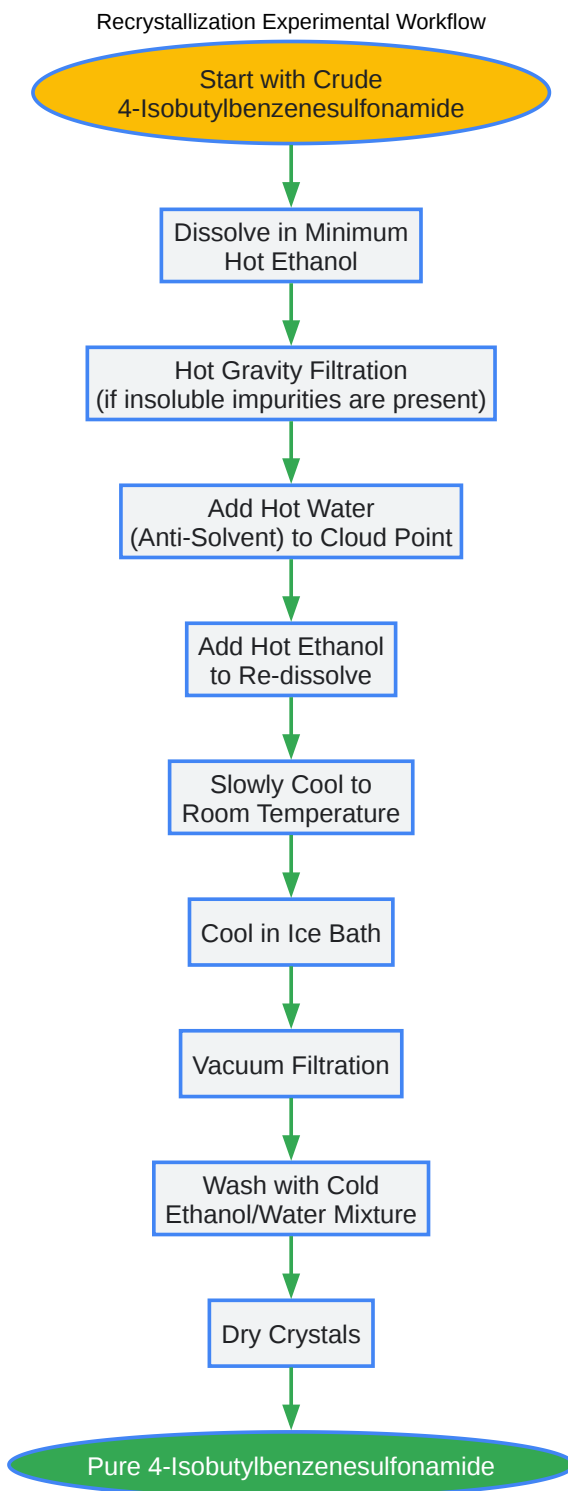 Recrystallization Experimental Workflow
Start with Crude
4-Isobutylbenzenesulfonamide
Dissolve in Minimum
Hot Ethanol
Hot Gravity Filtration
(if insoluble impurities are present)
Add Hot Water
(Anti-Solvent) to Cloud Point
Add Hot Ethanol
to Re-dissolve
Slowly Cool to
Room Temperature
Cool in Ice Bath
Vacuum Filtration
Wash with Cold
Ethanol/Water Mixture
Dry Crystals
Pure 4-Isobutylbenzenesulfonamide